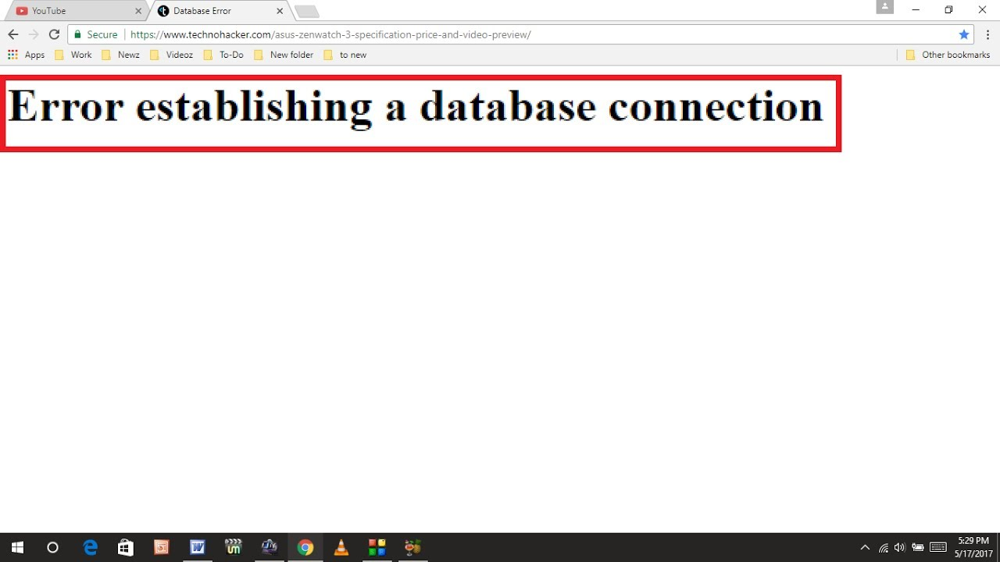 YouTube
Database Error
Secure
https://www.technohacker.com/asus-zenwatch-3-specification-price-and-video-preview/
Apps
Work
Newz
Videoz
To-Do
New folder
to new
Other bookmarks
Error establishing a database connection
5:29 PM
5/17/2017